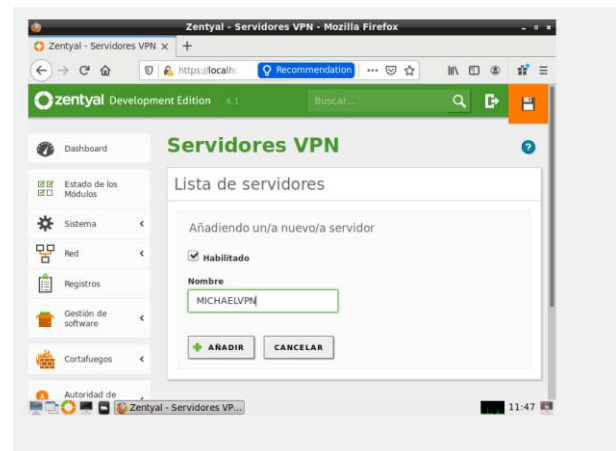 Zentyal - Servidores VPN - Mozilla Firefox
Zentyal - Servidores VPN
https://localh
Recommendation
zentyal Development Edition 6.1
Buscar...
Servidores VPN
Dashboard
Lista de servidores
Estado de los
Módulos
Añadiendo un/a nuevo/a servidor
Sistema
Habilitado
Red
Nombre
MICHAELVPN
Registros
Gestión de
software
AÑADIR CANCELAR
Cortafuegos
Autoridad de
Zentyal - Servidores VP...
11:47